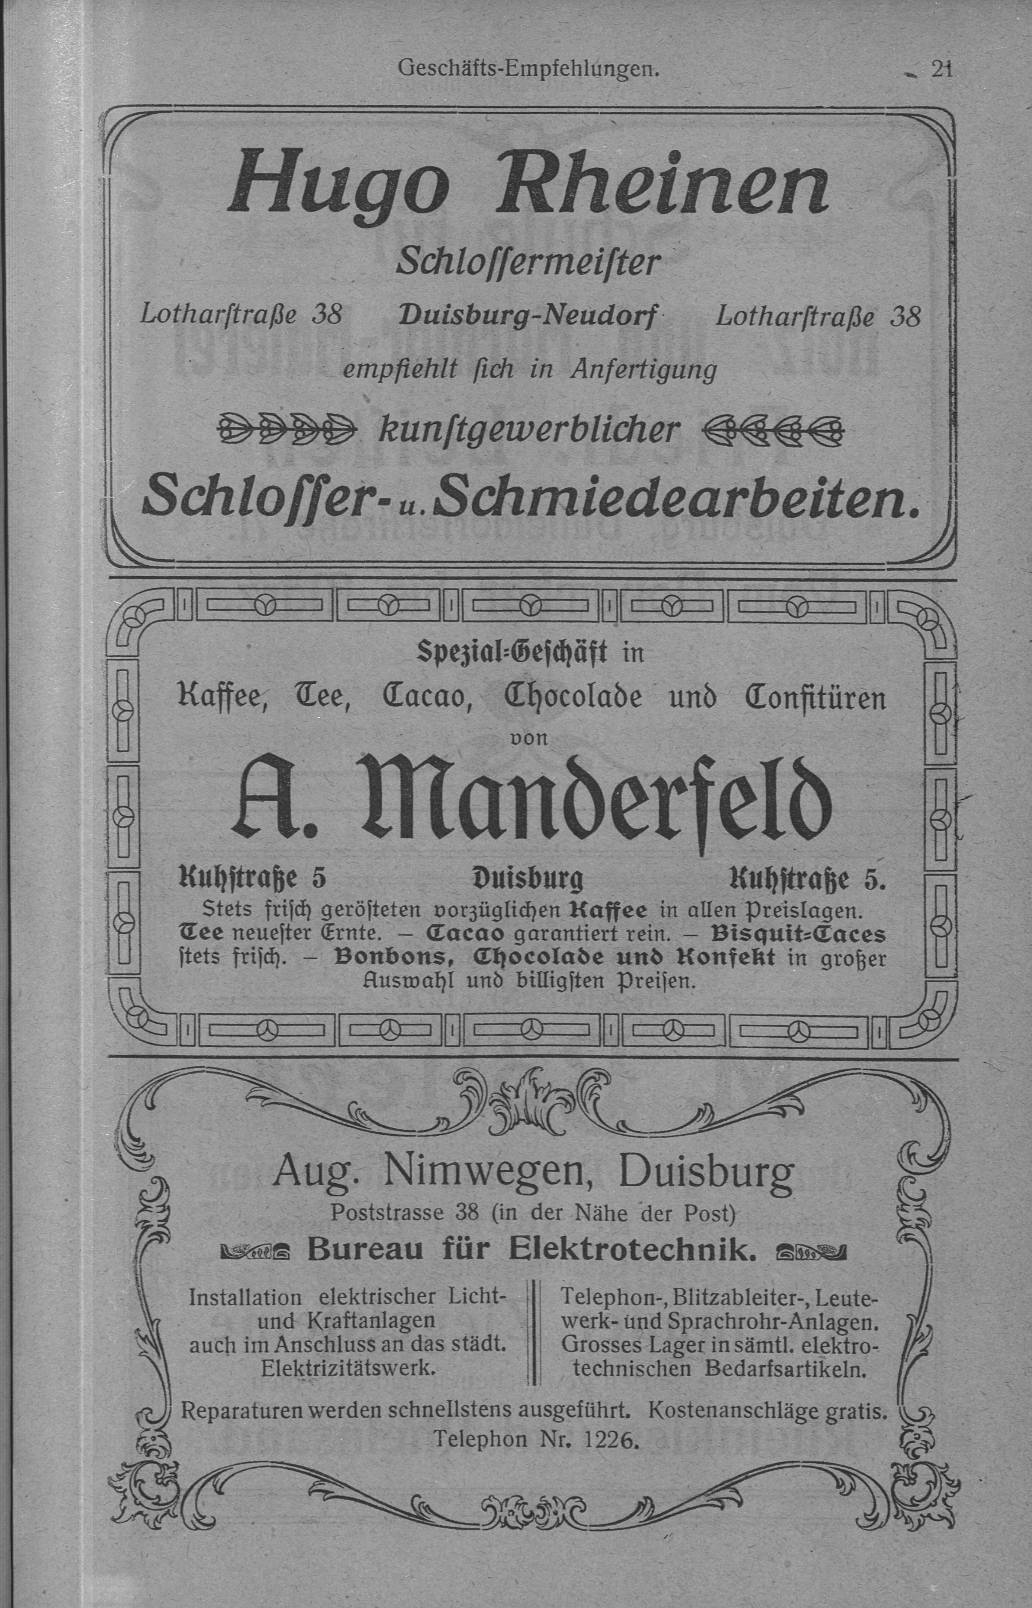 Geschäfts-Empfehlungen. 21
Hugo Rheinen
Schloſſermeiſter
Lotharſtraße 38 Duisburg-Neudorf Lotharſtraße 38
empfiehlt ſich in Anfertigung
kunſtgewerblicher
Schloſſer- u. Schmiedearbeiten.
Spezial-Geſchäft in
Kaffee, Tee, Cacao, Chocolade und Confitüren
von
A. Manderfeld
Kuhſtraße 5 Duisburg Kuhſtraße 5.
Stets friſch geröſteten vorzüglichen Kaffee in allen Preislagen.
Tee neueſter Ernte. — Cacao garantiert rein. — Bisquit-Caces
ſtets friſch. — Bonbons, Chocolade und Konfekt in großer
Auswahl und billigſten Preiſen.
Aug. Nimwegen, Duisburg
Poststrasse 38 (in der Nähe der Post)
Bureau für Elektrotechnik.
Installation elektrischer Licht-
und Kraftanlagen
auch im Anschluss an das städt.
Elektrizitätswerk.
Telephon-, Blitzableiter-, Leute-
werk- und Sprachrohr-Anlagen.
Grosses Lager in sämtl. elektro-
technischen Bedarfsartikeln.
Reparaturen werden schnellstens ausgeführt. Kostenanschläge gratis.
Telephon Nr. 1226.